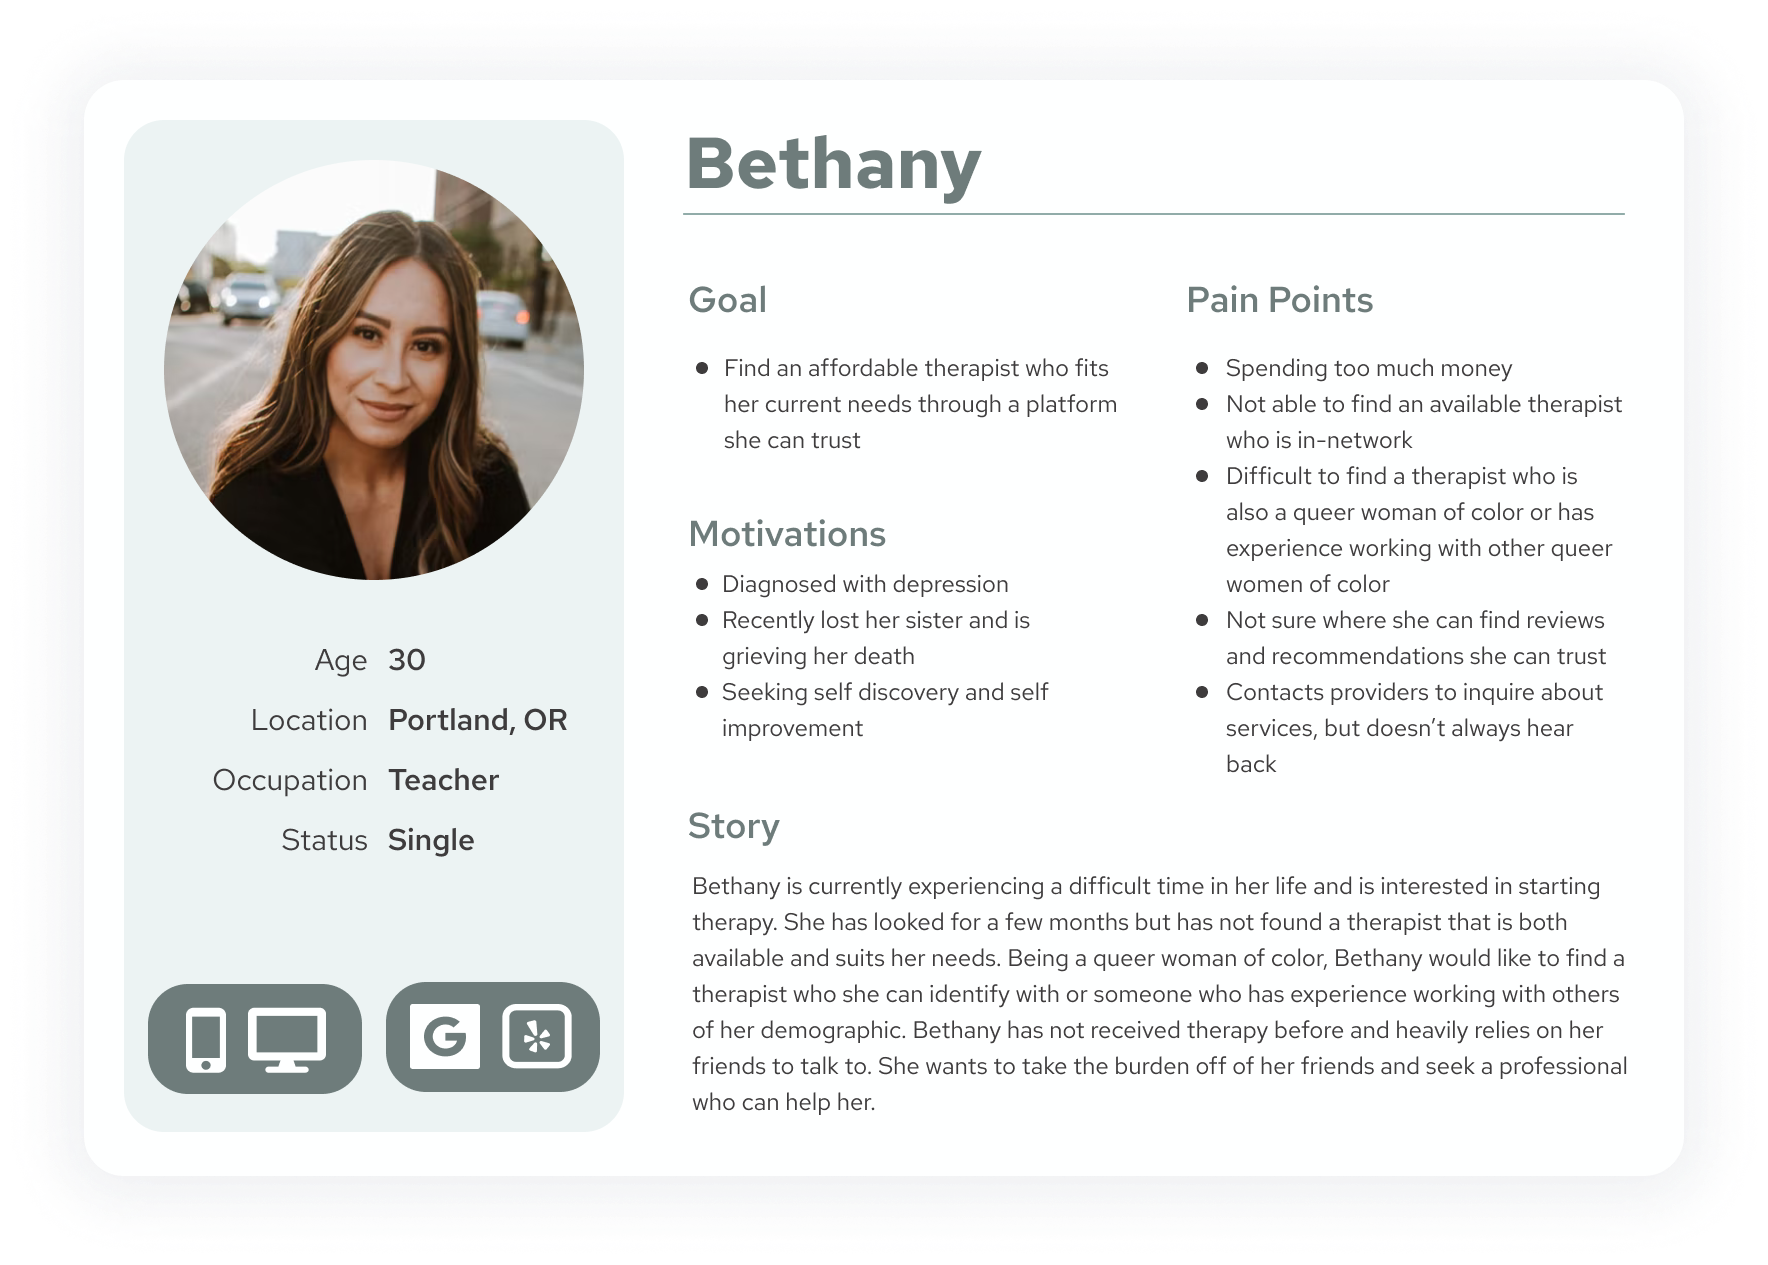 Bethany
Age 30
Location Portland, OR
Occupation Teacher
Status Single
G
Goal
Find an affordable therapist who fits
her current needs through a platform
she can trust
Motivations
Diagnosed with depression
Recently lost her sister and is
grieving her death
Seeking self discovery and self
improvement
Pain Points
Spending too much money
Not able to find an available therapist
who is in-network
Difficult to find a therapist who is
also a queer woman of color or has
experience working with other queer
women of color
Not sure where she can find reviews
and recommendations she can trust
Contacts providers to inquire about
services, but doesn’t always hear
back
Story
Bethany is currently experiencing a difficult time in her life and is interested in starting
therapy. She has looked for a few months but has not found a therapist that is both
available and suits her needs. Being a queer woman of color, Bethany would like to find a
therapist who she can identify with or someone who has experience working with others
of her demographic. Bethany has not received therapy before and heavily relies on her
friends to talk to. She wants to take the burden off of her friends and seek a professional
who can help her.